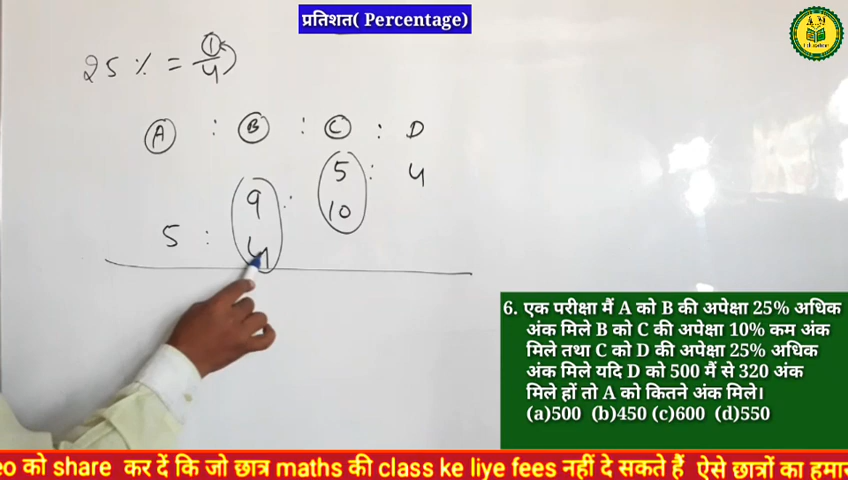 प्रतिशत( Percentage)
25 % = 1/4
A : B : C : D
5 : 4
9 : 10
5 : 4
6. एक परीक्षा मैं A को B की अपेक्षा 25% अधिक
अंक मिले B को C की अपेक्षा 10% कम अंक
मिले तथा C को D की अपेक्षा 25% अधिक
अंक मिले यदि D को 500 मैं से 320 अंक
मिले हों तो A को कितने अंक मिले।
(a)500 (b)450 (c)600 (d)550
को share कर दें कि जो छात्र maths की class ke liye fees नहीं दे सकते हैं ऐसे छात्रों का